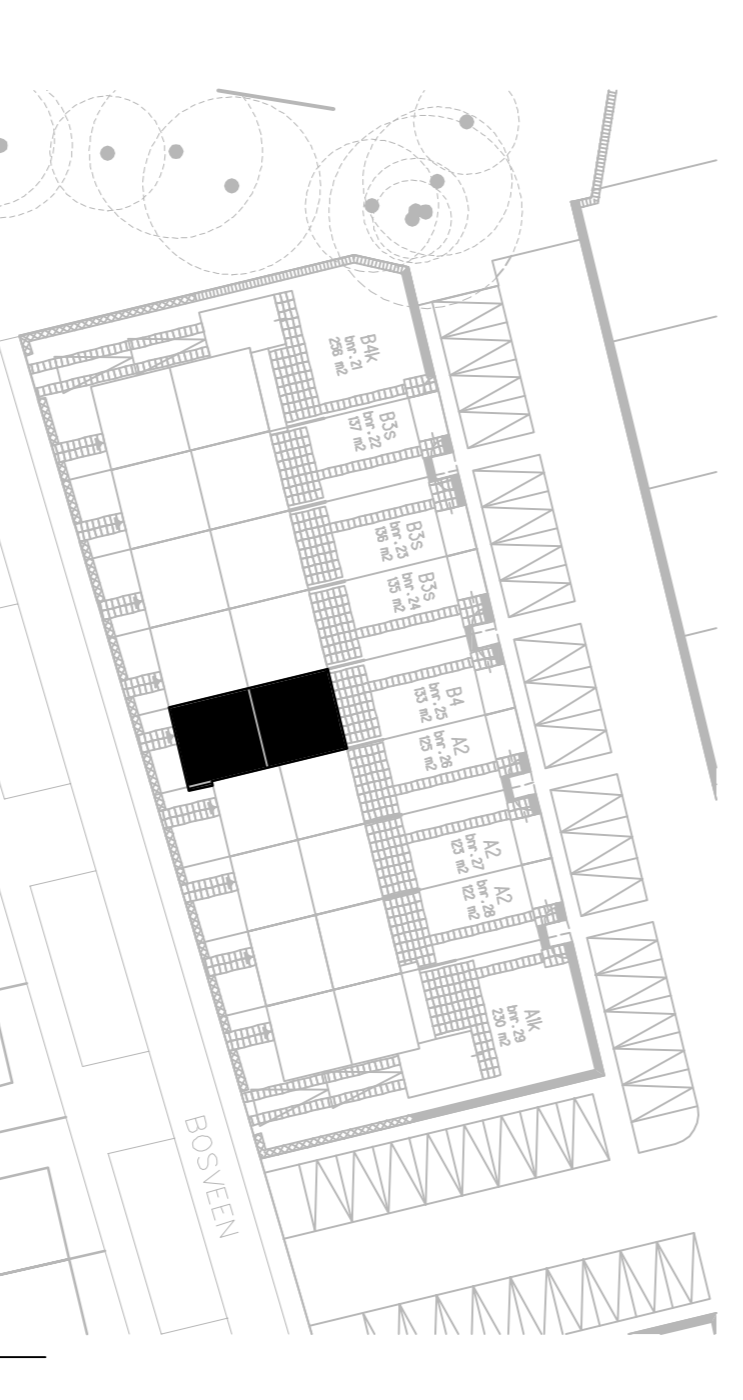 B4k
bnr.21
256 m2
B3s
bnr.22
137 m2
B3s
bnr.23
136 m2
B3s
bnr.24
135 m2
B4
bnr.25
133 m2
A2
bnr.26
125 m2
A2
bnr.27
123 m2
A2
bnr.28
122 m2
A1k
bnr.29
230 m2
BOSVEEN